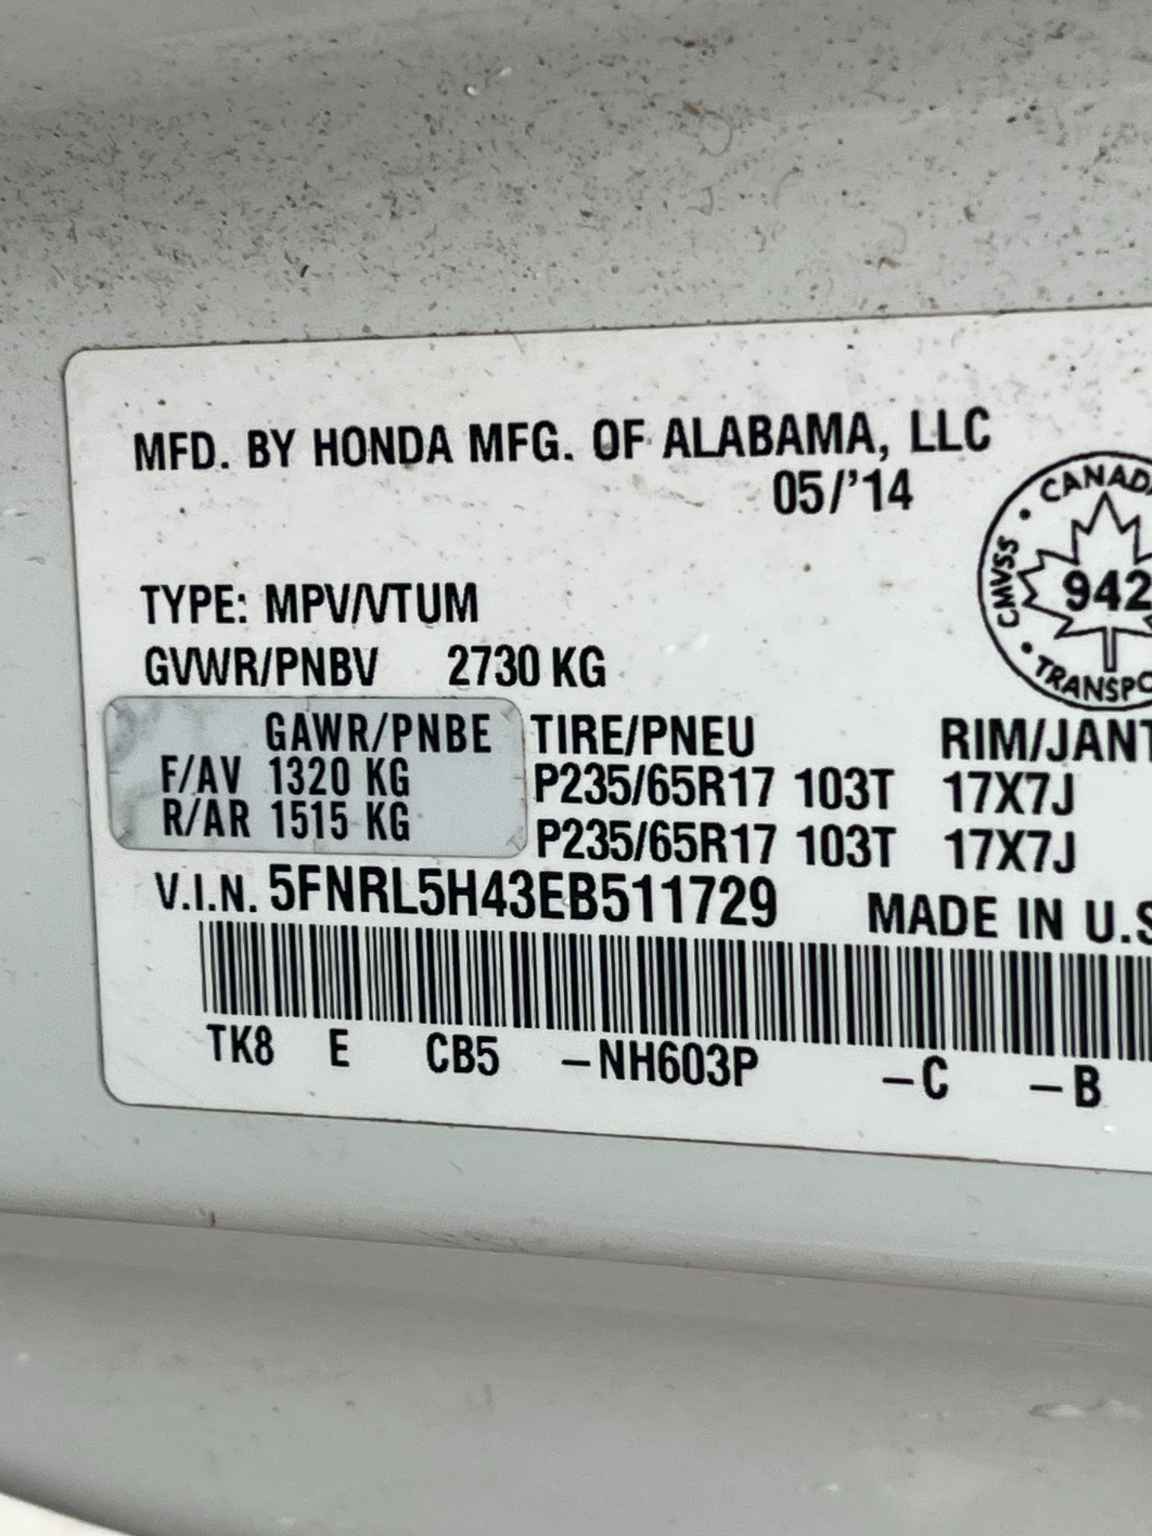 MFD. BY HONDA MFG. OF ALABAMA, LLC
05/'14
CANADA
CMVSS
942
TRANSPO
TYPE: MPV/VTUM
GVWR/PNBV 2730 KG
GAWR/PNBE TIRE/PNEU RIM/JANT
F/AV 1320 KG P235/65R17 103T 17X7J
R/AR 1515 KG P235/65R17 103T 17X7J
V.I.N. 5FNRL5H43EB511729 MADE IN U.S
TK8 E CB5 –NH603P –C –B